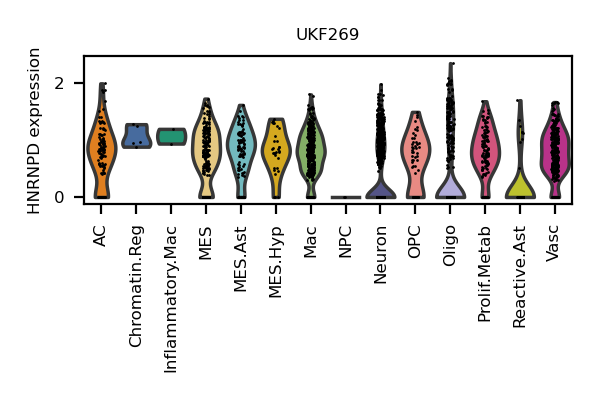 UKF269
HNRNPD expression
2
0
AC
Chromatin.Reg
Inflammatory.Mac
MES
MES.Ast
MES.Hyp
Mac
NPC
Neuron
OPC
Oligo
Prolif.Metab
Reactive.Ast
Vasc